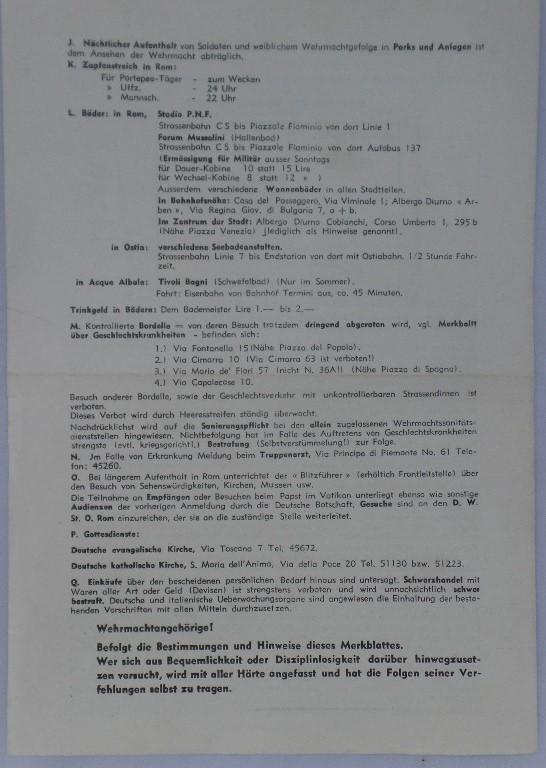 J. Nächtlicher Aufenthalt von Soldaten und weiblichem Wehrmachtgefolge in Parks und Anlagen ist
dem Ansehen der Wehrmacht abträglich.
K. Zapfenstreich in Rom:
Für Portepee-Täger - zum Wecken
» Uffz. - 24 Uhr
» Mannsch. - 22 Uhr
L. Bäder: in Rom, Stadio P.N.F.
Strassenbahn CS bis Piazzale Flaminio von dort Linie 1
Forum Mussolini (Hallenbad)
Strassenbahn CS bis Piazzale Flaminio von dort Autobus 137
(Ermässigung für Militär ausser Sonntags
für Dauer-Kabine 10 statt 15 Lire
für Wechsel-Kabine 8 statt 12 » )
Ausserdem verschiedene Wannenbäder in allen Stadtteilen.
In Bahnhofsnähe: Casa del Passeggero, Via Viminale 1; Albergo Diurno « Ar-
ben », Via Regina Giov. di Bulgaria 7, a + b.
Im Zentrum der Stadt: Albergo Diurno Cobianchi, Corso Umberto I, 295 b
(Nähe Piazza Venezia) (lediglich als Hinweise genannt).
in Ostia: verschiedene Seebadeanstalten.
Strassenbahn Linie 7 bis Endstation von dort mit Ostiabahn. 1/2 Stunde Fahr-
zeit.
in Acque Albule: Tivoli Bagni (Schwefelbad) (Nur im Sommer).
Fahrt: Eisenbahn von Bahnhof Termini aus, ca. 45 Minuten.
Trinkgeld in Bädern: Dem Bademeister Lire 1.— bis 2.—
M. Kontrollierte Bordelle — von deren Besuch trotzdem dringend abgeraten wird, vgl. Merkblatt
über Geschlechtskrankheiten - befinden sich:
1.) Via Fontanella 15 (Nähe Piazza del Popolo).
2.) Via Cimarra 10 (Via Cimarra 63 ist verboten!)
3.) Via Mario de' Fiori 57 (nicht N. 36A!) (Nähe Piazza di Spagna).
4.) Via Capolecase 10.
Besuch anderer Bordelle, sowie der Geschlechtsverkehr mit unkontrollierbaren Strassendirnen ist
verboten.
Dieses Verbot wird durch Heeresstreifen ständig überwacht.
Nachdrücklichst wird auf die Sanierungspflicht bei den allein zugelassenen Wehrmachtssanitäts-
dienststellen hingewiesen. Nichtbefolgung hat im Falle des Auftretens von Geschlechtskrankheiten
strengste (evtl. kriegsgerichtl.) Bestrafung (Selbstverstümmelung!) zur Folge.
N. Jm Falle von Erkrankung Meldung beim Truppenarzt, Via Principe di Piemonte No. 61 Tele-
fon: 45260.
O. Bei längerem Aufenthalt in Rom unterrichtet der « Blitzführer » (erhältich Frontleitstelle) über
den Besuch von Sehenswürdigkeiten, Kirchen, Museen usw.
Die Teilnahme an Empfängen oder Besuchen beim Papst im Vatikan unterliegt ebenso wie sonstige
Audienzen der vorherigen Anmeldung durch die Deutsche Botschaft. Gesuche sind an den D. W.
St. O. Rom einzureichen, der sie an die zuständige Stelle weiterleitet.
P. Gottesdienste:
Deutsche evangelische Kirche, Via Toscana 7 Tel. 45672.
Deutsche katholische Kirche, S. Maria dell'Anima, Via della Pace 20 Tel. 51130 bzw. 51223.
Q. Einkäufe über den bescheidenen persönlichen Bedarf hinaus sind untersagt. Schwarzhandel mit
Waren aller Art oder Geld (Devisen) ist strengstens verboten und wird unnachsichtlich schwer
bestraft. Deutsche und italienische Ueberwachungsorgane sind angewiesen die Einhaltung der beste-
henden Vorschriften mit allen Mitteln durchzusetzen.
Wehrmachtangehörige!
Befolgt die Bestimmungen und Hinweise dieses Merkblattes.
Wer sich aus Bequemlichkeit oder Disziplinlosigkeit darüber hinwegzuset-
zen versucht, wird mit aller Härte angefasst und hat die Folgen seiner Ver-
fehlungen selbst zu tragen.